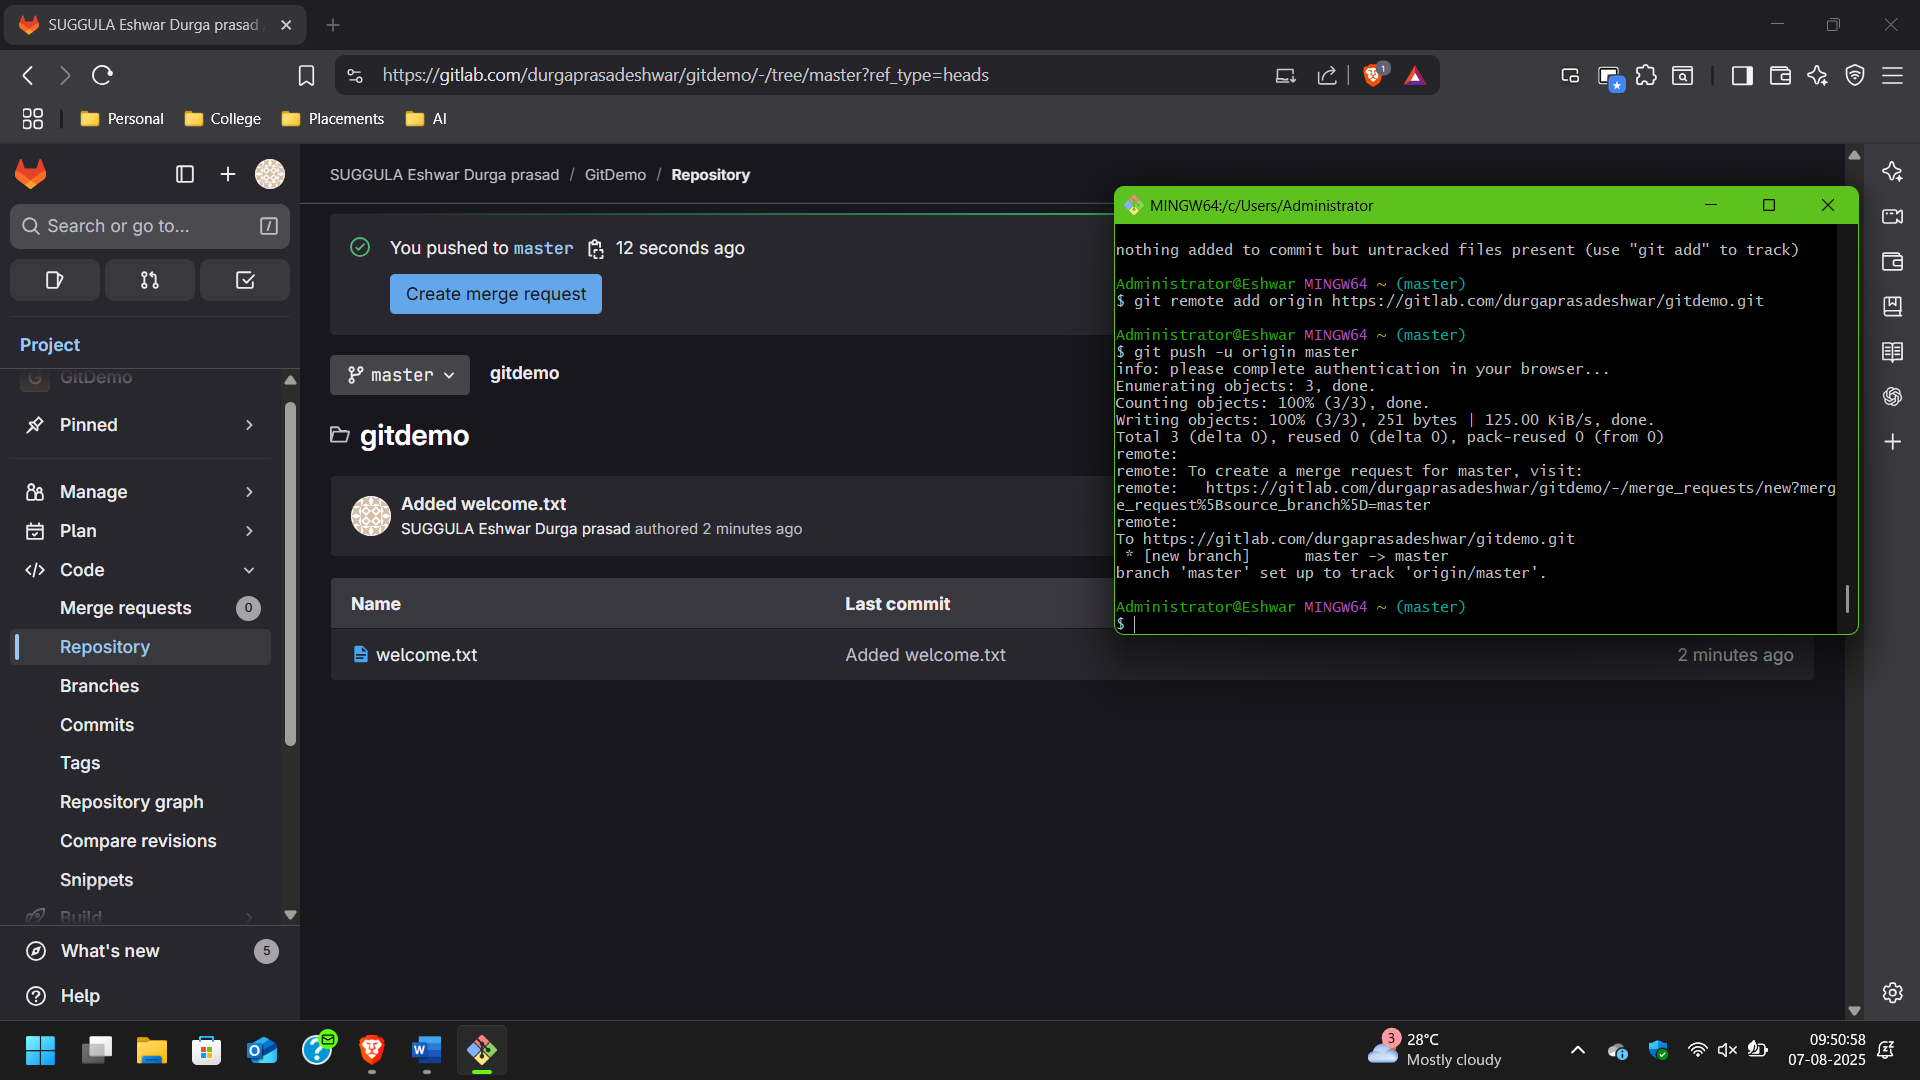 SUGGULA Eshwar Durga prasad
https://gitlab.com/durgaprasadeshwar/gitdemo/-/tree/master?ref_type=heads
1
Personal
College
Placements
AI
Search or go to...
/
Project
G
GitDemo
Pinned
Manage
Plan
Code
Merge requests
0
Repository
Branches
Commits
Tags
Repository graph
Compare revisions
Snippets
Build
What's new
5
Help
SUGGULA Eshwar Durga prasad / GitDemo / Repository
You pushed to master 12 seconds ago
Create merge request
master
gitdemo
gitdemo
Added welcome.txt
SUGGULA Eshwar Durga prasad authored 2 minutes ago
Name
Last commit
welcome.txt
Added welcome.txt
2 minutes ago
MINGW64:/c/Users/Administrator
nothing added to commit but untracked files present (use "git add" to track)
Administrator@Eshwar MINGW64 ~ (master)
$ git remote add origin https://gitlab.com/durgaprasadeshwar/gitdemo.git
Administrator@Eshwar MINGW64 ~ (master)
$ git push -u origin master
info: please complete authentication in your browser...
Enumerating objects: 3, done.
Counting objects: 100% (3/3), done.
Writing objects: 100% (3/3), 251 bytes | 125.00 KiB/s, done.
Total 3 (delta 0), reused 0 (delta 0), pack-reused 0 (from 0)
remote:
remote: To create a merge request for master, visit:
remote:   https://gitlab.com/durgaprasadeshwar/gitdemo/-/merge_requests/new?merg
e_request%5Bsource_branch%5D=master
remote:
To https://gitlab.com/durgaprasadeshwar/gitdemo.git
 * [new branch]      master -> master
branch 'master' set up to track 'origin/master'.
Administrator@Eshwar MINGW64 ~ (master)
$
3
28°C
Mostly cloudy
09:50:58
07-08-2025